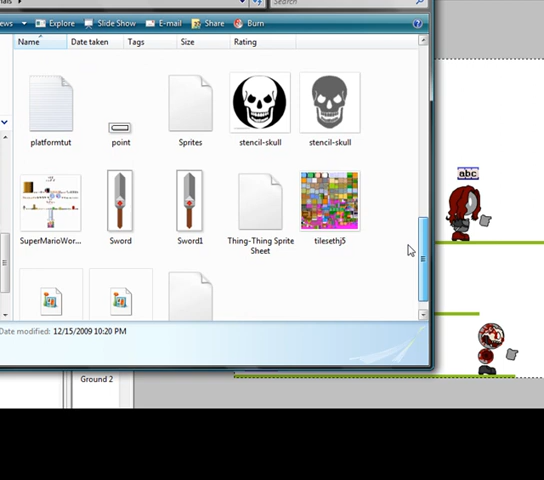 Search
ews Explore Slide Show E-mail Share Burn
Name Date taken Tags Size Rating
platformtut point Sprites stencil-skull stencil-skull
abc
SuperMarioWor... Sword Sword1 Thing-Thing Sprite Sheet tilesethj5
Date modified: 12/15/2009 10:20 PM
Ground 2